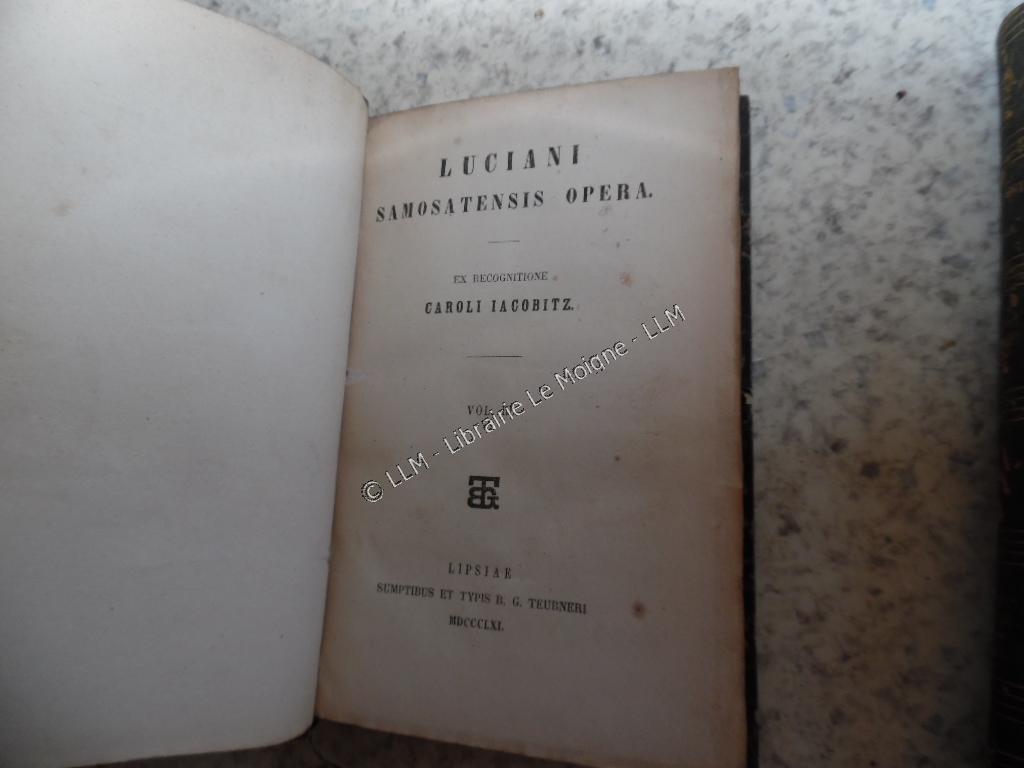 LUCIANI
SAMOSATENSIS OPERA.
EX RECOGNITIONE
CAROLI IACOBITZ.
VOL.
© LLM - Librairie Le Moigne - LLM
LIPSIAE
SUMPTIBUS ET TYPIS B. G. TEUBNERI
MDCCCLXI.